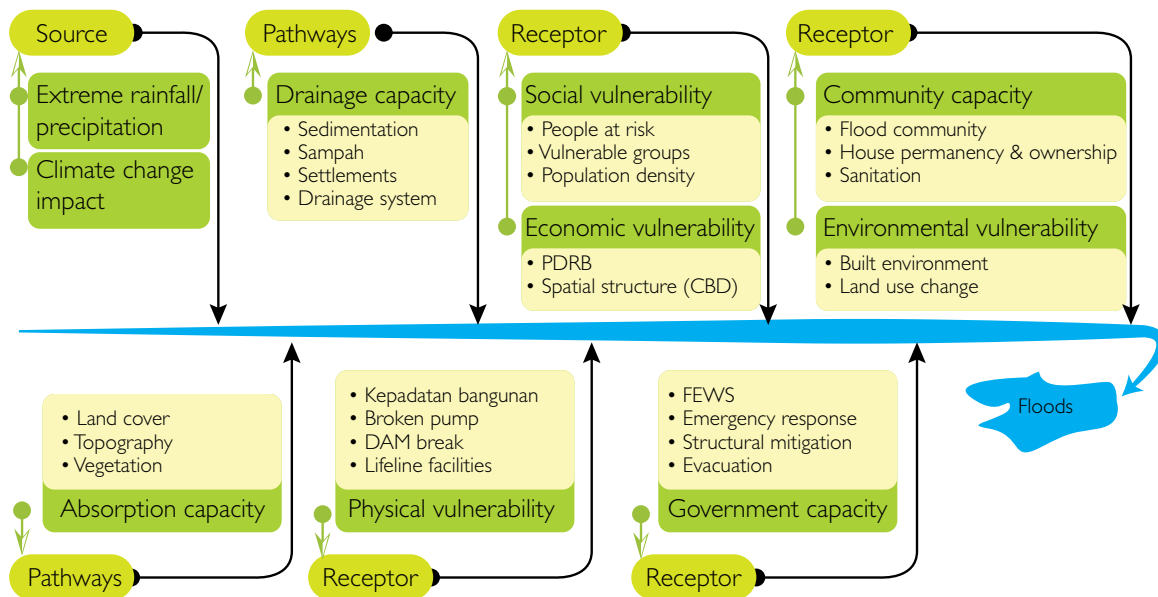 Source
Extreme rainfall/
precipitation
Climate change
impact
Pathways
Drainage capacity
• Sedimentation
• Sampah
• Settlements
• Drainage system
Receptor
Social vulnerability
• People at risk
• Vulnerable groups
• Population density
Economic vulnerability
• PDRB
• Spatial structure (CBD)
Receptor
Community capacity
• Flood community
• House permanency & ownership
• Sanitation
Environmental vulnerability
• Built environment
• Land use change
• Land cover
• Topography
• Vegetation
Absorption capacity
Pathways
• Kepadatan bangunan
• Broken pump
• DAM break
• Lifeline facilities
Physical vulnerability
Receptor
• FEWS
• Emergency response
• Structural mitigation
• Evacuation
Government capacity
Receptor
Floods